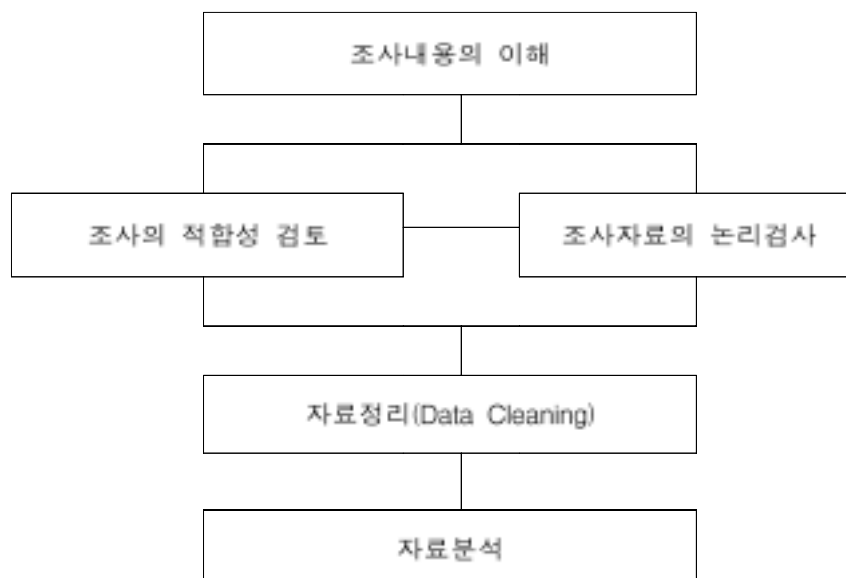 조사내용의 이해
조사의 적합성 검토
조사자료의 논리검사
자료정리(Data Cleaning)
자료분석